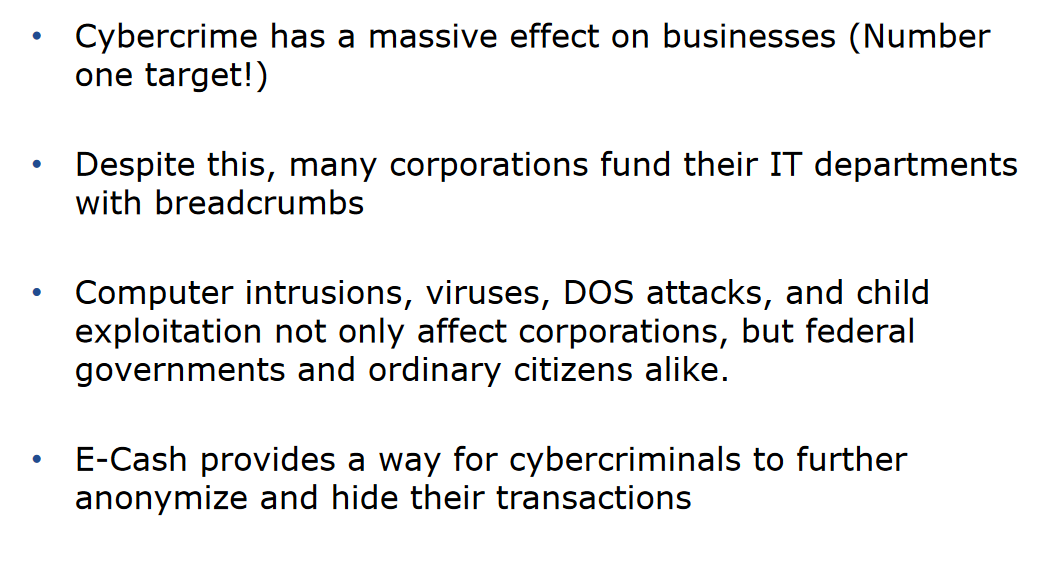 • Cybercrime has a massive effect on businesses (Number
one target!)
• Despite this, many corporations fund their IT departments
with breadcrumbs
• Computer intrusions, viruses, DOS attacks, and child
exploitation not only affect corporations, but federal
governments and ordinary citizens alike.
• E-Cash provides a way for cybercriminals to further
anonymize and hide their transactions